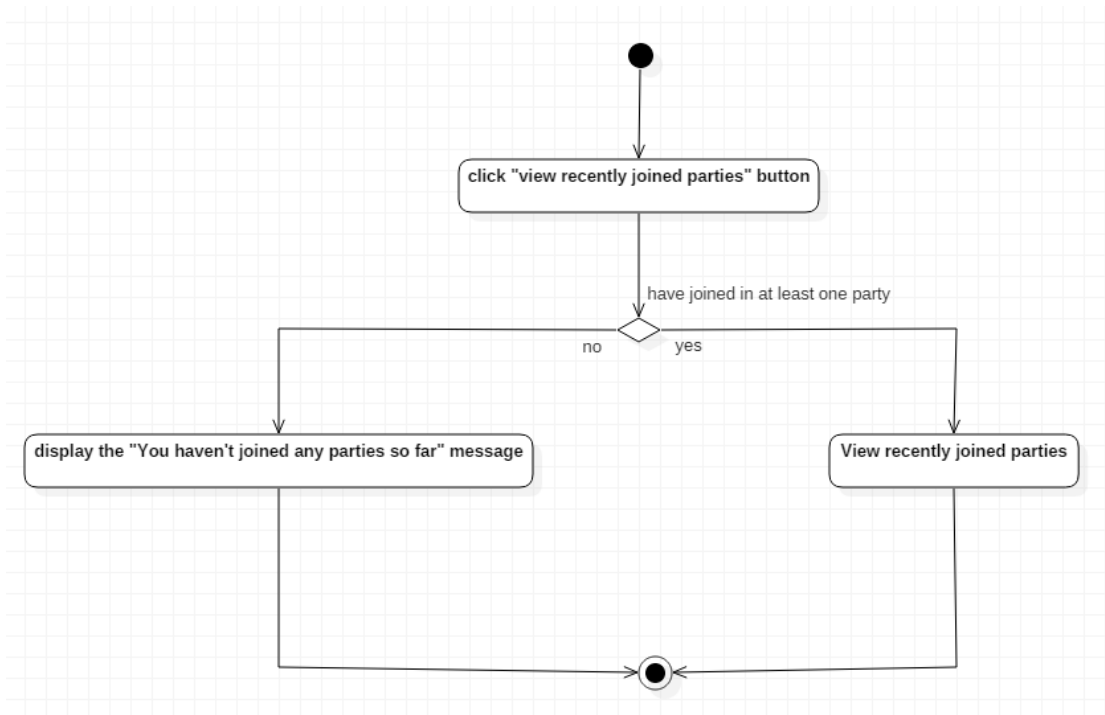 click "view recently joined parties" button
have joined in at least one party
no
yes
display the "You haven't joined any parties so far" message
View recently joined parties